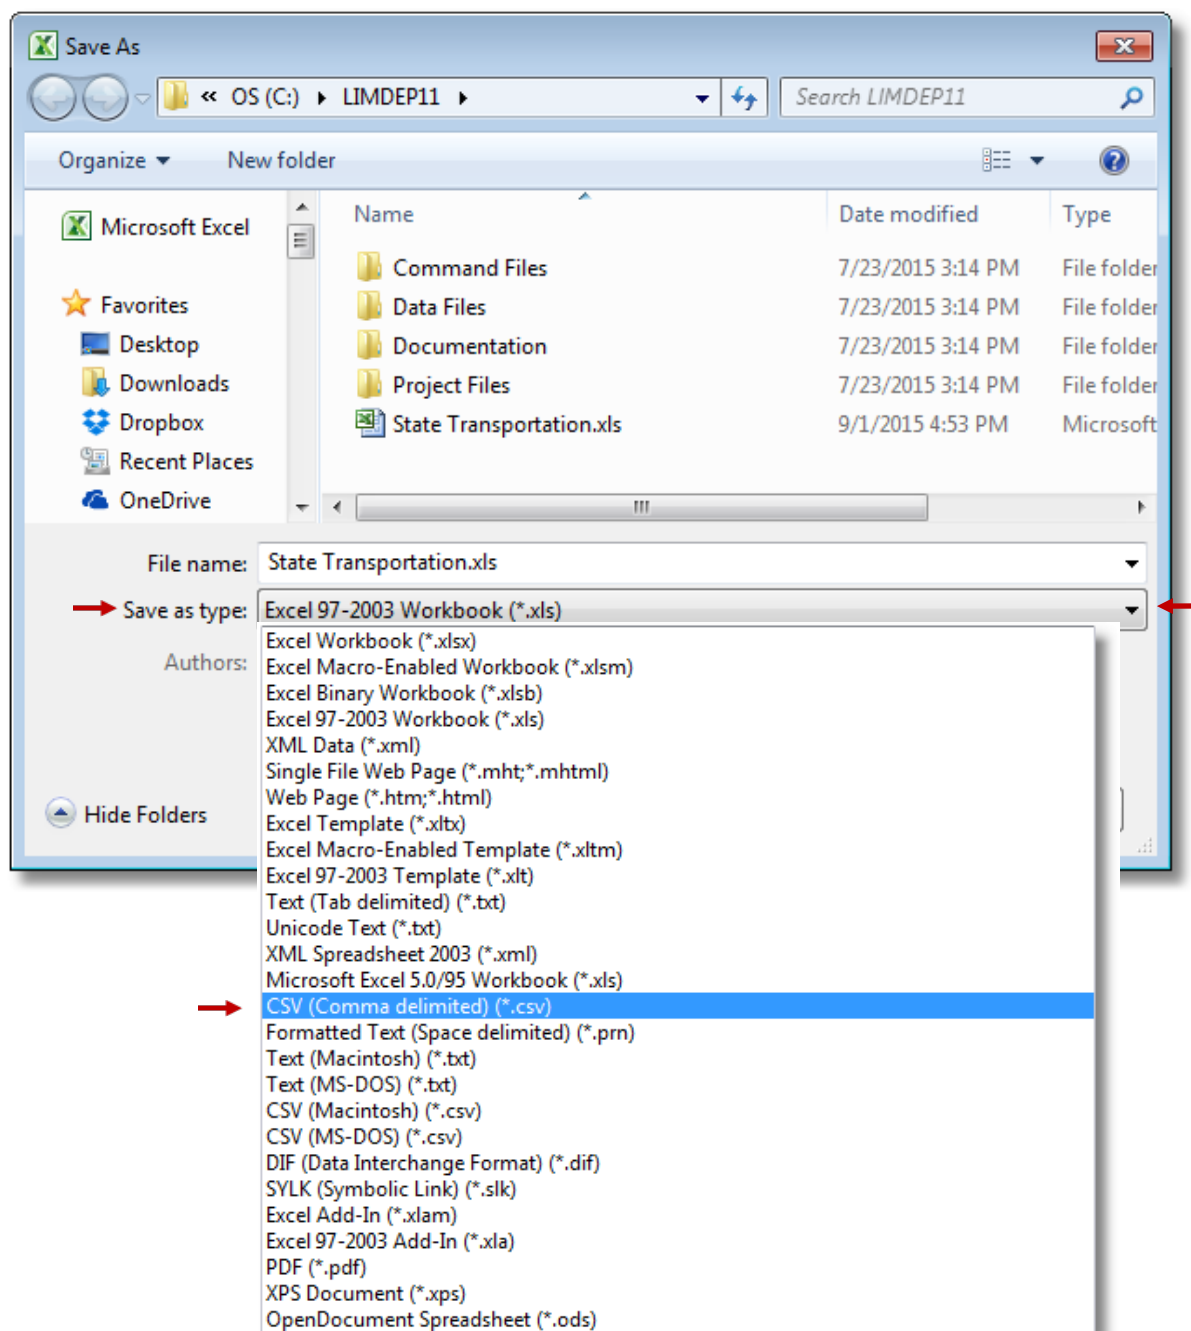 Save As
« OS (C:) LIMDEP11 Search LIMDEP11
Organize New folder
Microsoft Excel
Favorites
Desktop
Downloads
Dropbox
Recent Places
OneDrive
Name Date modified Type
Command Files 7/23/2015 3:14 PM File folder
Data Files 7/23/2015 3:14 PM File folder
Documentation 7/23/2015 3:14 PM File folder
Project Files 7/23/2015 3:14 PM File folder
State Transportation.xls 9/1/2015 4:53 PM Microsoft
File name: State Transportation.xls
Save as type: Excel 97-2003 Workbook (*.xls)
Authors:
Excel Workbook (*.xlsx)
Excel Macro-Enabled Workbook (*.xlsm)
Excel Binary Workbook (*.xlsb)
Excel 97-2003 Workbook (*.xls)
XML Data (*.xml)
Single File Web Page (*.mht;*.mhtml)
Web Page (*.htm;*.html)
Excel Template (*.xltx)
Excel Macro-Enabled Template (*.xltm)
Excel 97-2003 Template (*.xlt)
Text (Tab delimited) (*.txt)
Unicode Text (*.txt)
XML Spreadsheet 2003 (*.xml)
Microsoft Excel 5.0/95 Workbook (*.xls)
CSV (Comma delimited) (*.csv)
Formatted Text (Space delimited) (*.prn)
Text (Macintosh) (*.txt)
Text (MS-DOS) (*.txt)
CSV (Macintosh) (*.csv)
CSV (MS-DOS) (*.csv)
DIF (Data Interchange Format) (*.dif)
SYLK (Symbolic Link) (*.slk)
Excel Add-In (*.xlam)
Excel 97-2003 Add-In (*.xla)
PDF (*.pdf)
XPS Document (*.xps)
OpenDocument Spreadsheet (*.ods)
Hide Folders